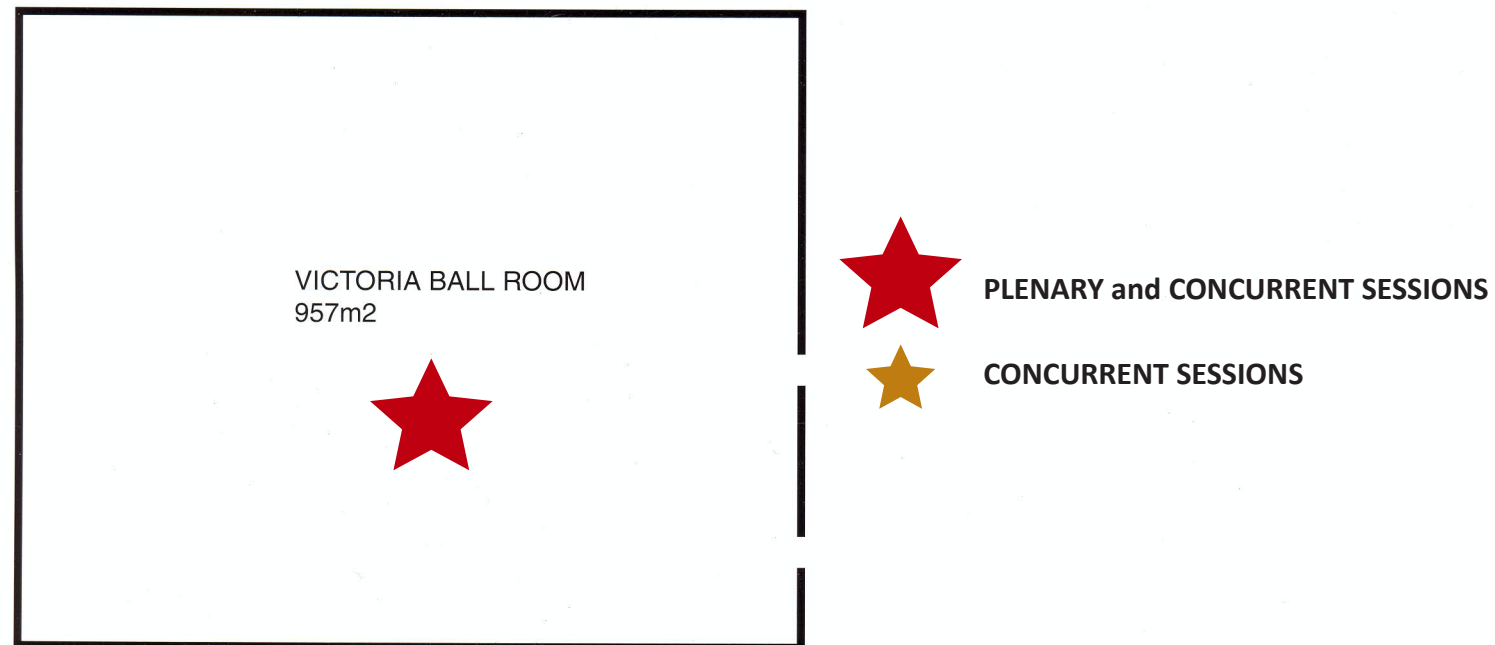 VICTORIA BALL ROOM
957m2
PLENARY and CONCURRENT SESSIONS
CONCURRENT SESSIONS